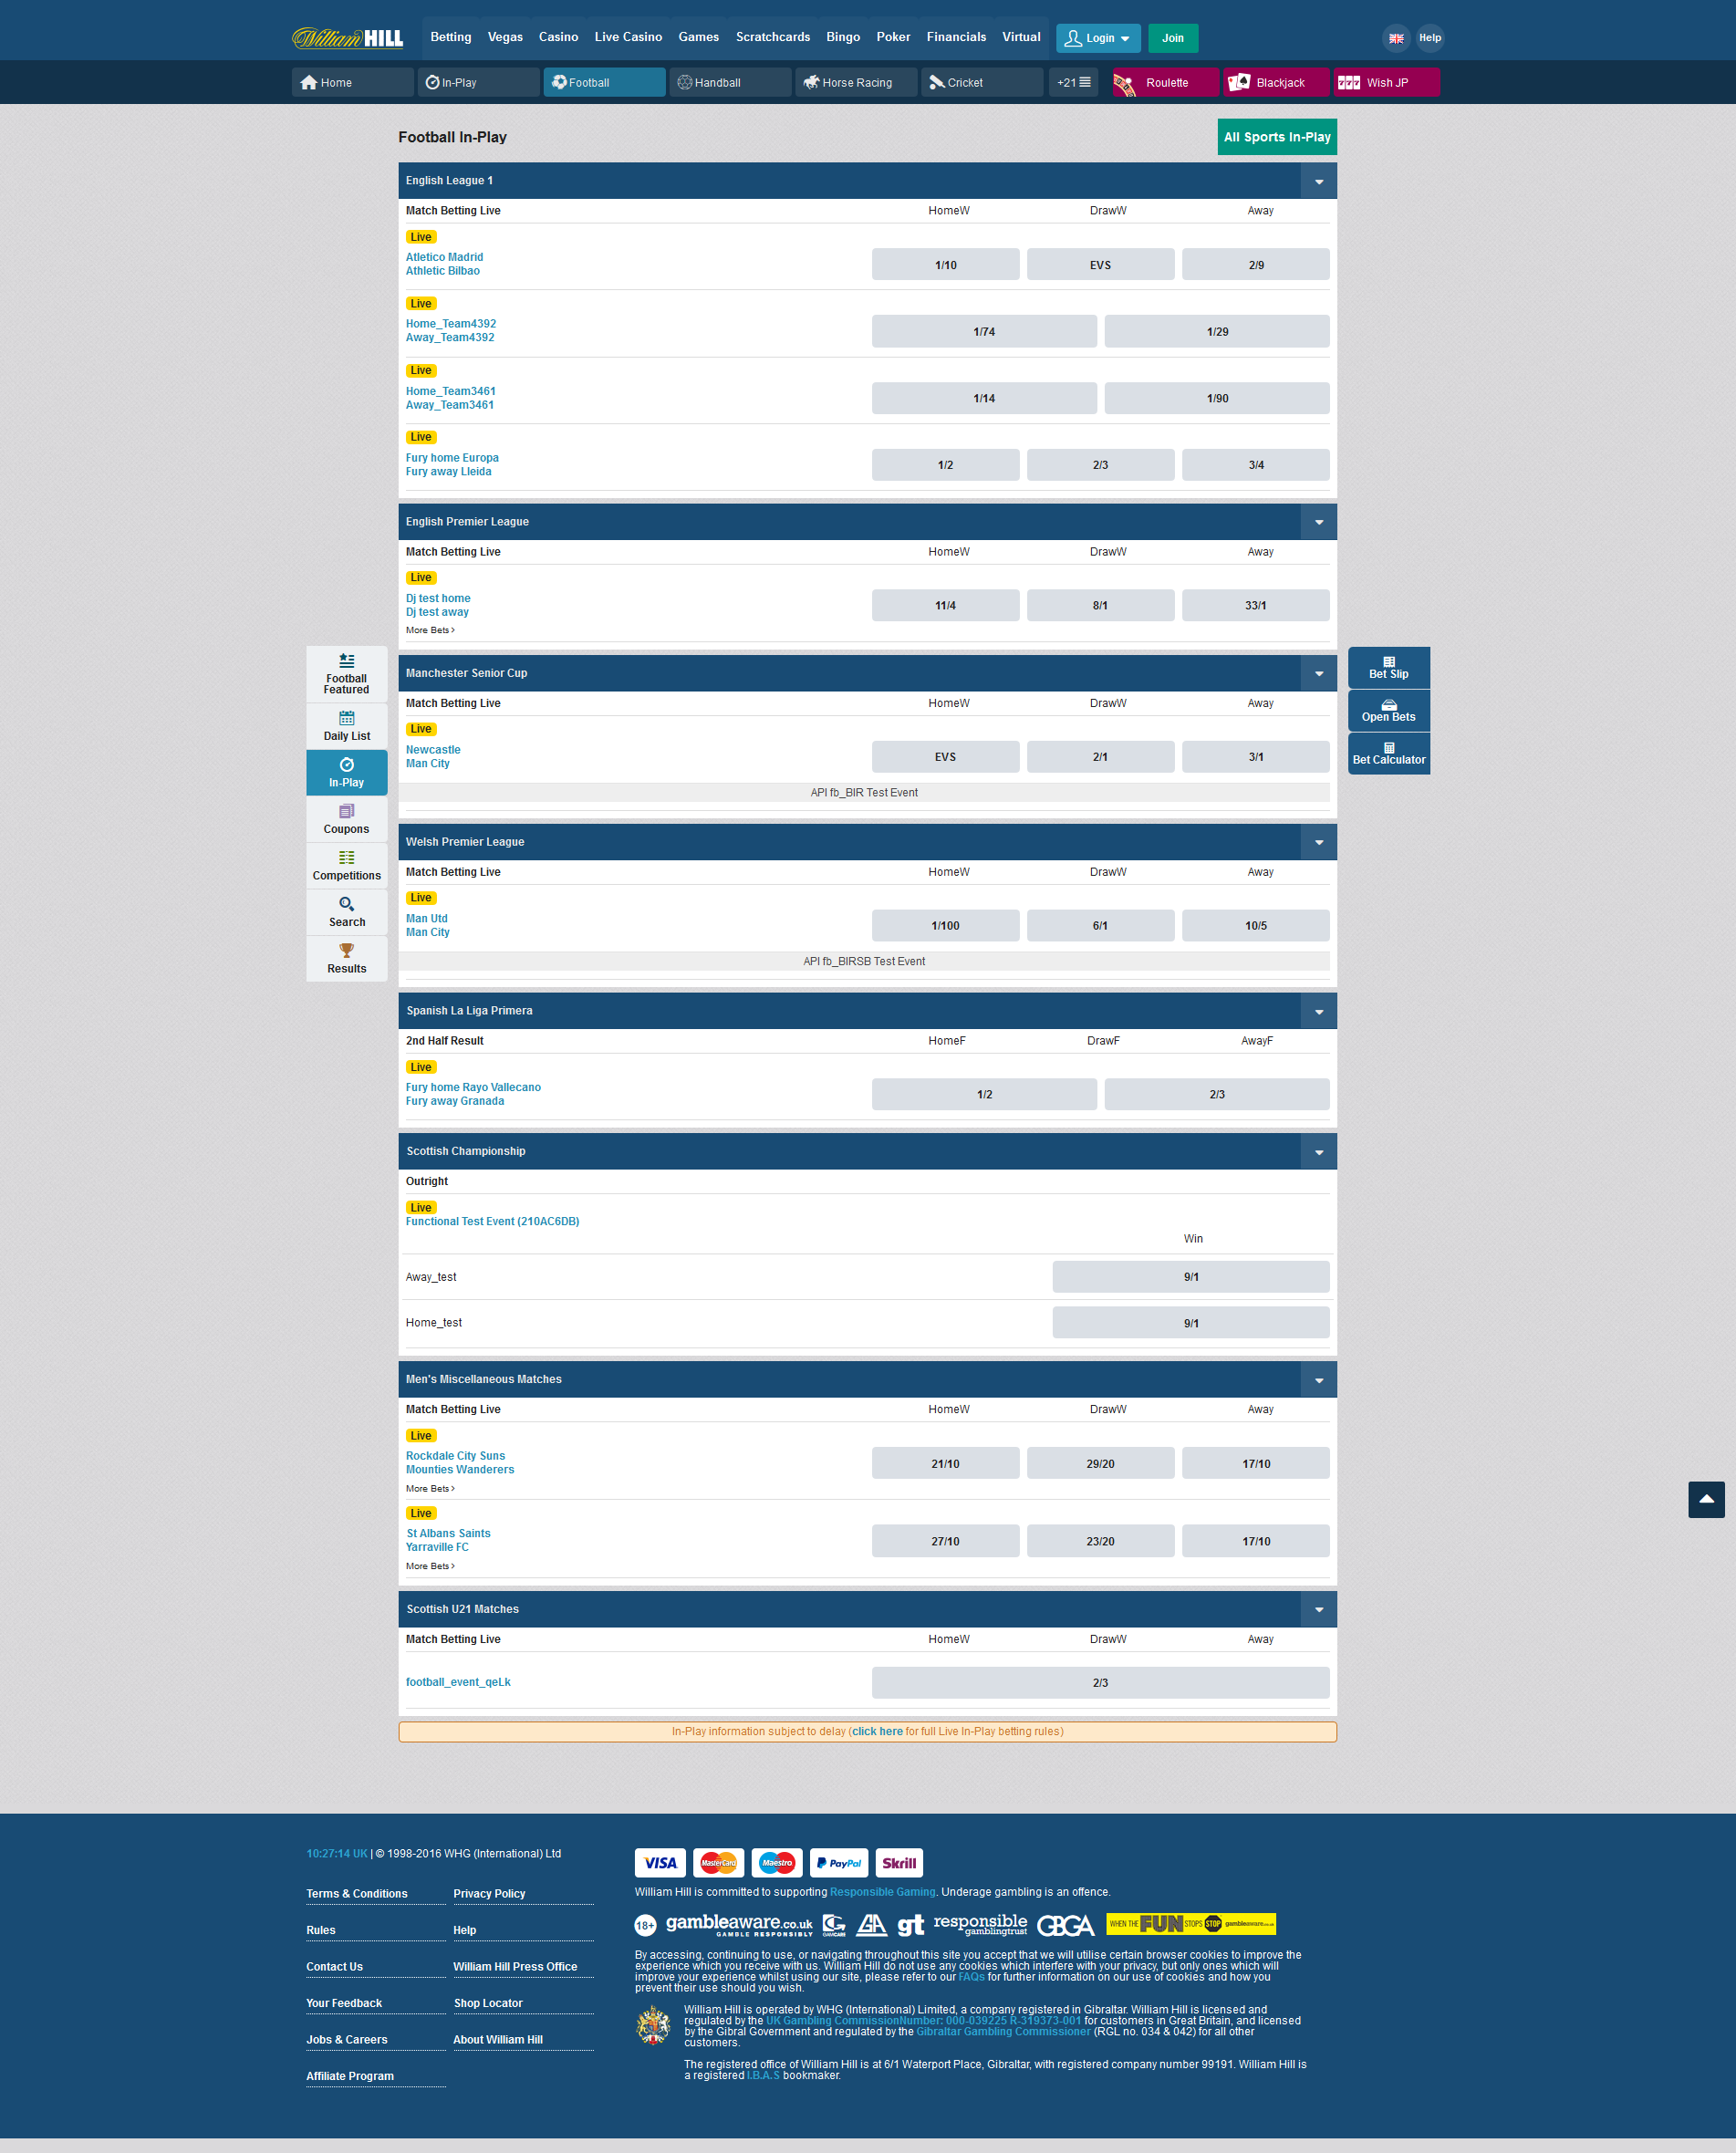 William HILL
Betting Vegas Casino Live Casino Games Scratchcards Bingo Poker Financials Virtual Login Join Help
Home In-Play Football Handball Horse Racing Cricket +21 Roulette Blackjack Wish JP
Football In-Play All Sports In-Play
English League 1
Match Betting Live HomeW DrawW Away
Live
Atletico Madrid
Athletic Bilbao
1/10 EVS 2/9
Live
Home_Team4392
Away_Team4392
1/74 1/29
Live
Home_Team3461
Away_Team3461
1/14 1/90
Live
Fury home Europa
Fury away Lleida
1/2 2/3 3/4
English Premier League
Match Betting Live HomeW DrawW Away
Live
Dj test home
Dj test away
11/4 8/1 33/1
More Bets >
Manchester Senior Cup
Match Betting Live HomeW DrawW Away
Live
Newcastle
Man City
EVS 2/1 3/1
API fb_BIR Test Event
Welsh Premier League
Match Betting Live HomeW DrawW Away
Live
Man Utd
Man City
1/100 6/1 10/5
API fb_BIRSB Test Event
Spanish La Liga Primera
2nd Half Result HomeF DrawF AwayF
Live
Fury home Rayo Vallecano
Fury away Granada
1/2 2/3
Scottish Championship
Outright
Live
Functional Test Event (210AC6DB)
Win
Away_test 9/1
Home_test 9/1
Men's Miscellaneous Matches
Match Betting Live HomeW DrawW Away
Live
Rockdale City Suns
Mounties Wanderers
21/10 29/20 17/10
More Bets >
Live
St Albans Saints
Yarraville FC
27/10 23/20 17/10
More Bets >
Scottish U21 Matches
Match Betting Live HomeW DrawW Away
football_event_qeLk 2/3
In-Play information subject to delay (click here for full Live In-Play betting rules)
Football
Featured
Daily List
In-Play
Coupons
Competitions
Search
Results
Bet Slip
Open Bets
Bet Calculator
10:27:14 UK | © 1998-2016 WHG (International) Ltd
Terms & Conditions Privacy Policy
Rules Help
Contact Us William Hill Press Office
Your Feedback Shop Locator
Jobs & Careers About William Hill
Affiliate Program
VISA MasterCard Maestro PayPal Skrill
William Hill is committed to supporting Responsible Gaming. Underage gambling is an offence.
18+ gambleaware.co.uk GAMBLE RESPONSIBLY GAMCARE GA gt responsible gamblingtrust GBGA WHEN THE FUN STOPS STOP gambleaware.co.uk
By accessing, continuing to use, or navigating throughout this site you accept that we will utilise certain browser cookies to improve the
experience which you receive with us. William Hill do not use any cookies which interfere with your privacy, but only ones which will
improve your experience whilst using our site, please refer to our FAQs for further information on our use of cookies and how you
prevent their use should you wish.
William Hill is operated by WHG (International) Limited, a company registered in Gibraltar. William Hill is licensed and
regulated by the UK Gambling CommissionNumber: 000-039225 R-319373-001 for customers in Great Britain, and licensed
by the Gibral Government and regulated by the Gibraltar Gambling Commissioner (RGL no. 034 & 042) for all other
customers.
The registered office of William Hill is at 6/1 Waterport Place, Gibraltar, with registered company number 99191. William Hill is
a registered I.B.A.S bookmaker.